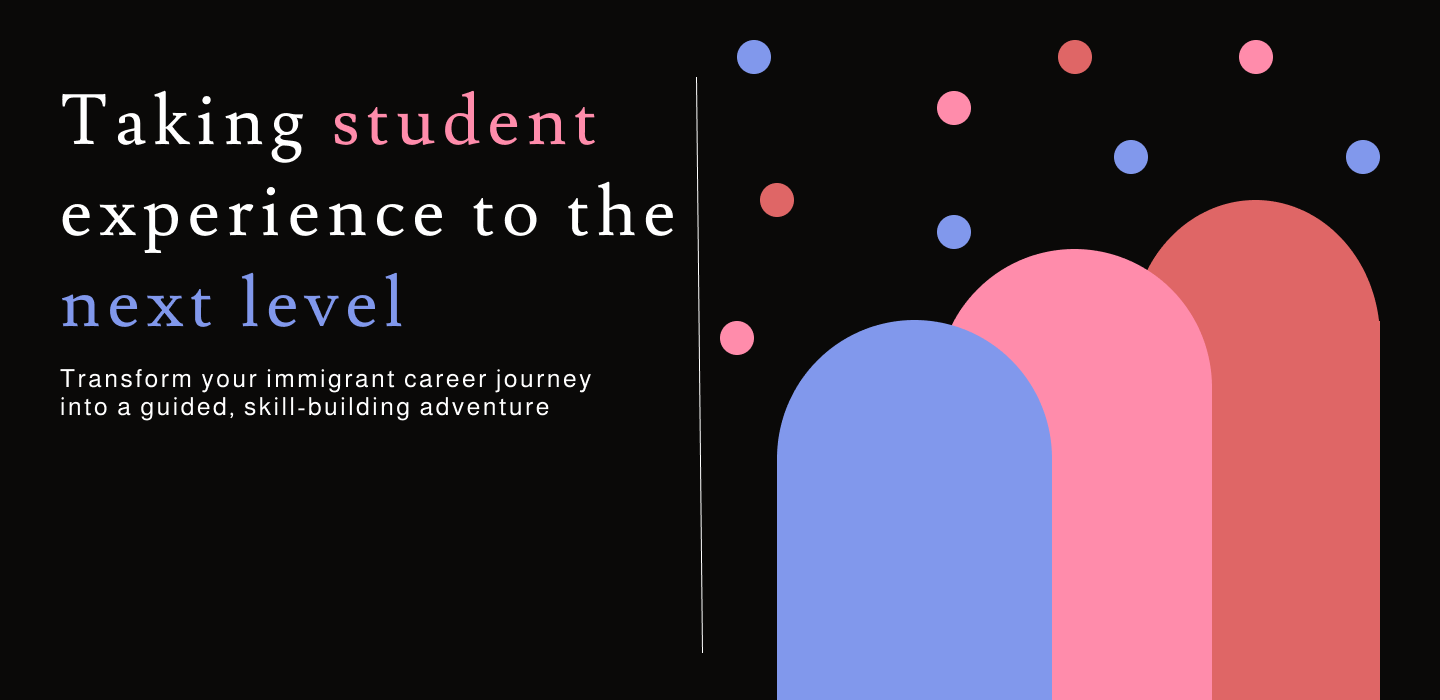 Taking student
experience to the
next level
Transform your immigrant career journey
into a guided, skill-building adventure